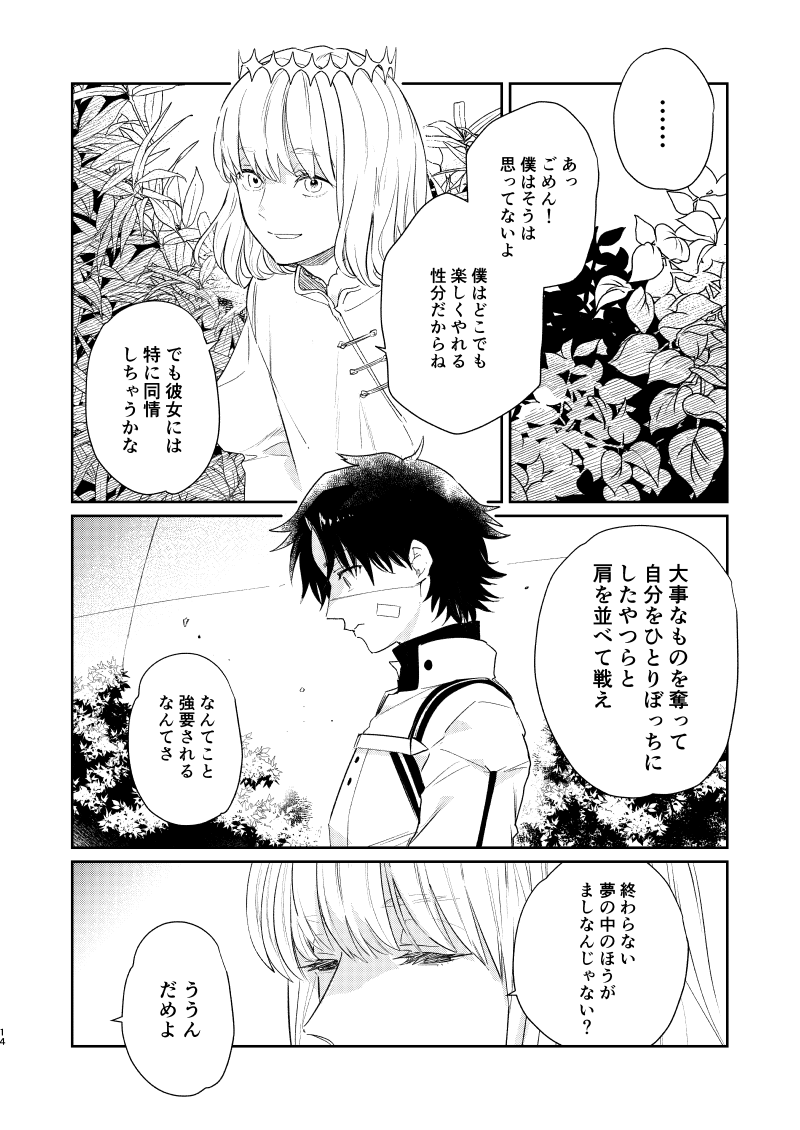 ……
あっ
ごめん！
僕はそうは
思ってないよ
僕はどこでも
楽しくやれる
性分だからね
でも彼女には
特に同情
しちゃうかな
大事なものを奪って
自分をひとりぼっちに
したやつらと
肩を並べて戦え
なんてこと
強要される
なんてさ
終わらない
夢の中のほうが
ましなんじゃない？
ううん
だめよ
14